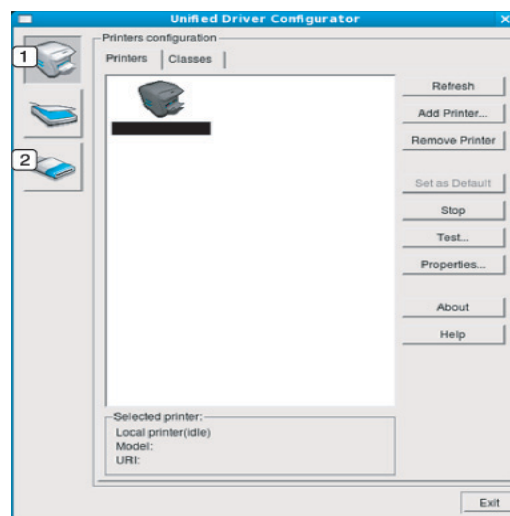 Unified Driver Configurator
1
2
Printers configuration
Printers
Classes
Refresh
Add Printer...
Remove Printer
Set as Default
Stop
Test...
Properties...
About
Help
Selected printer:
Local printer(idle)
Model:
URI:
Exit